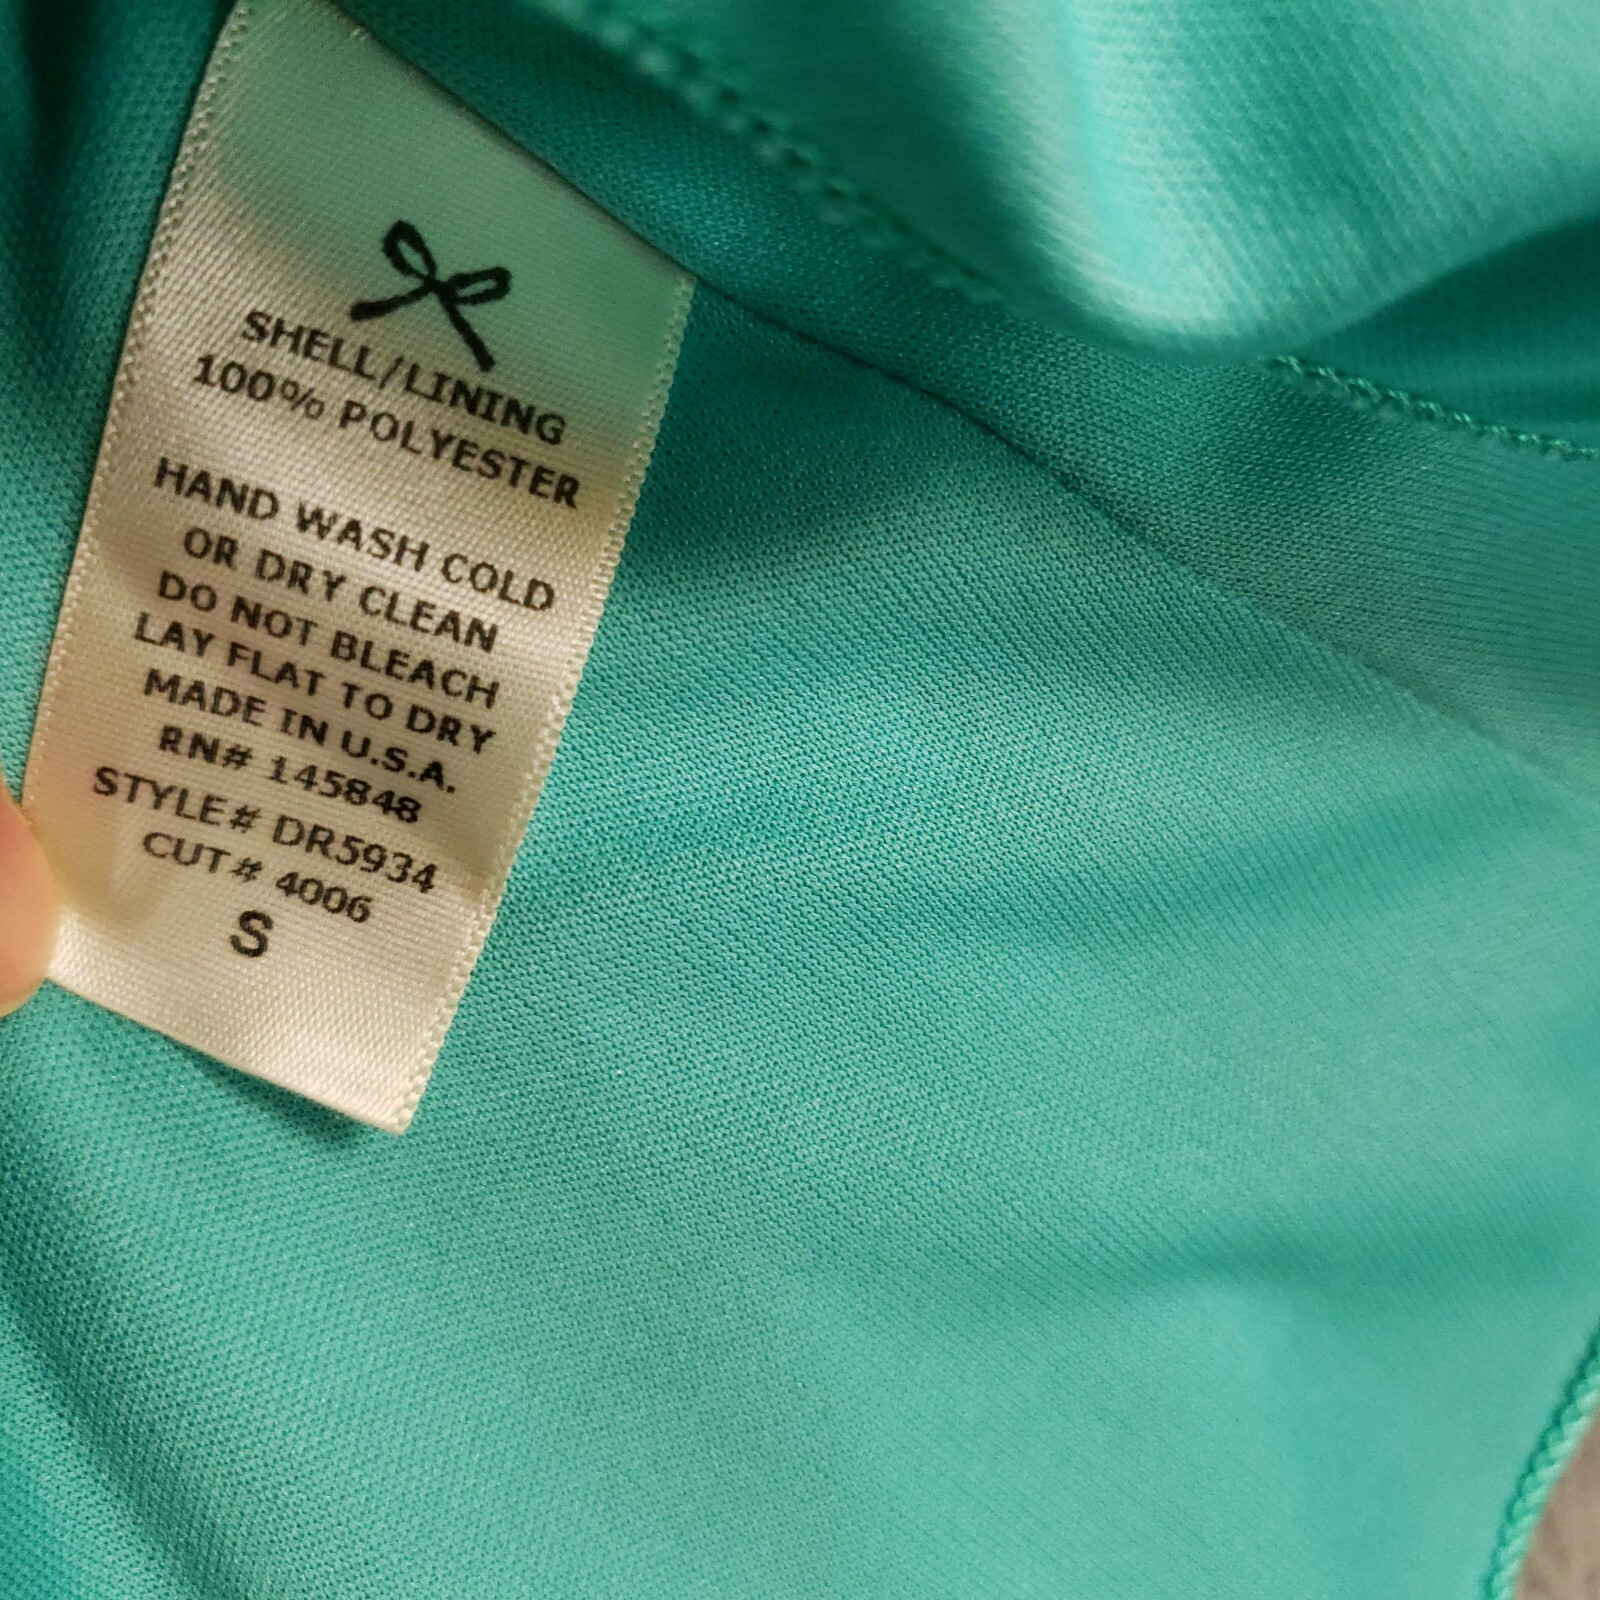 SHELL/LINING
100% POLYESTER
HAND WASH COLD
OR DRY CLEAN
DO NOT BLEACH
LAY FLAT TO DRY
MADE IN U.S.A.
RN# 145848
STYLE# DR5934
CUT# 4006
S